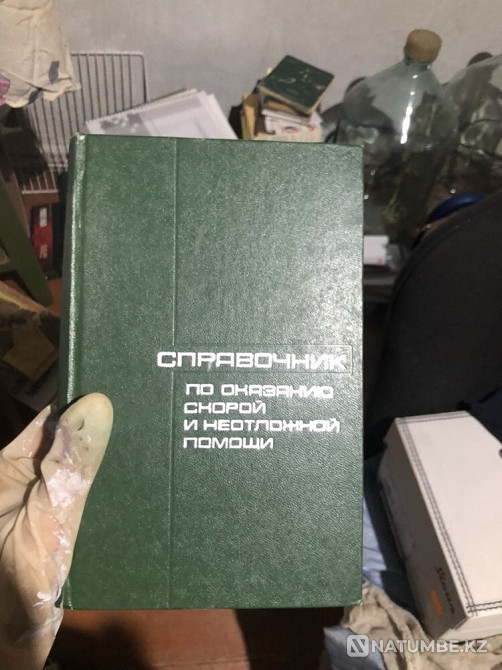 СПРАВОЧНИК
ПО ОКАЗАНИЮ
СКОРОЙ
И НЕОТЛОЖНОЙ
ПОМОЩИ
NATUMBE.KZ